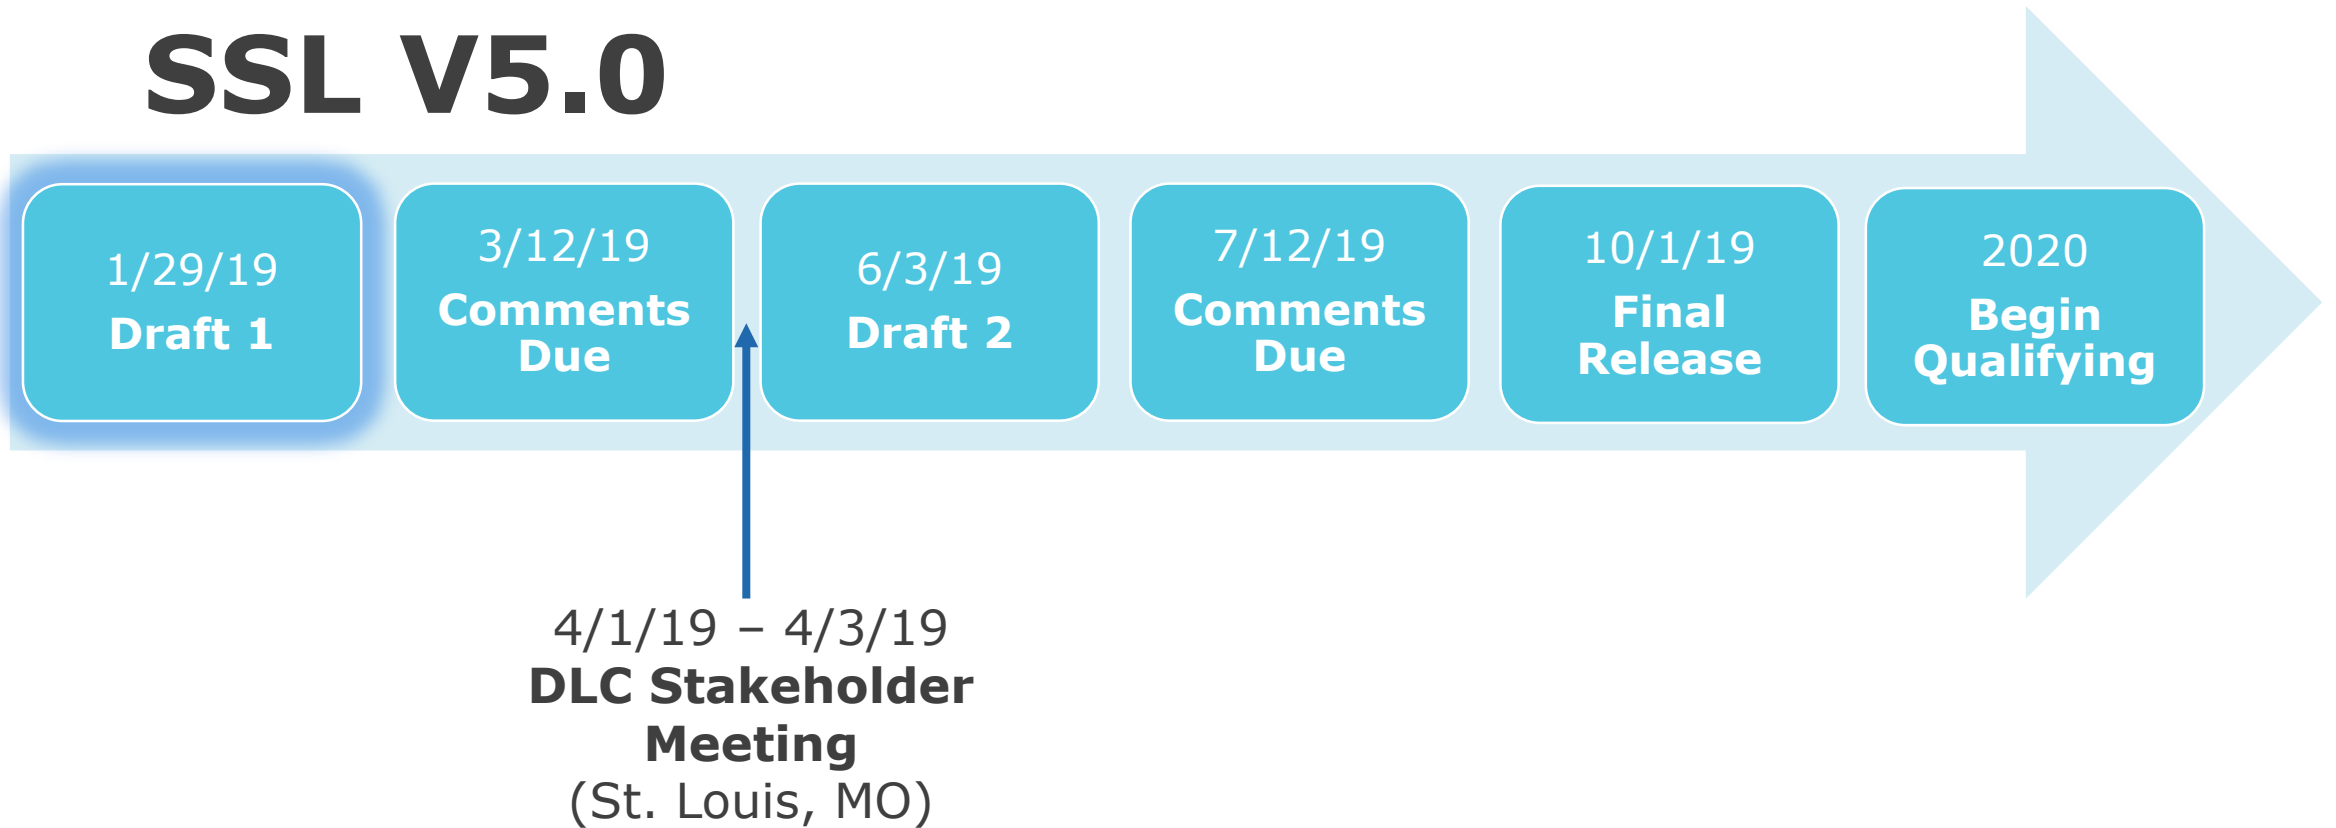 SSL V5.0
1/29/19
Draft 1
3/12/19
Comments
Due
6/3/19
Draft 2
7/12/19
Comments
Due
10/1/19
Final
Release
2020
Begin
Qualifying
4/1/19 – 4/3/19
DLC Stakeholder
Meeting
(St. Louis, MO)